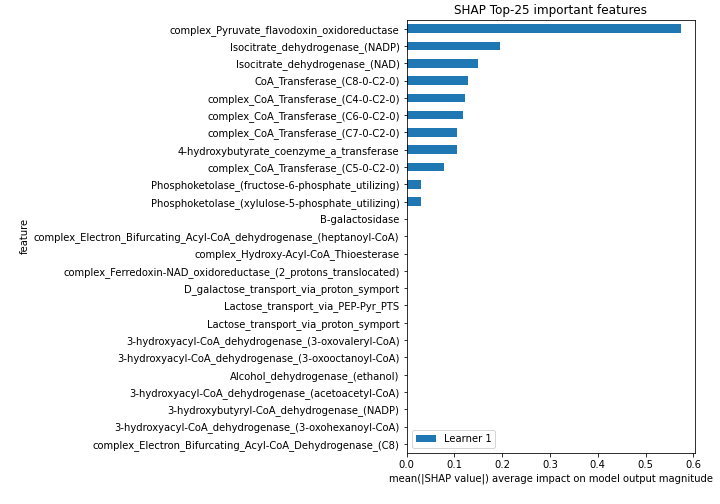 SHAP Top-25 important features
complex_Pyruvate_flavodoxin_oxidoreductase
Isocitrate_dehydrogenase_(NADP)
Isocitrate_dehydrogenase_(NAD)
CoA_Transferase_(C8-0-C2-0)
complex_CoA_Transferase_(C4-0-C2-0)
complex_CoA_Transferase_(C6-0-C2-0)
complex_CoA_Transferase_(C7-0-C2-0)
4-hydroxybutyrate_coenzyme_a_transferase
complex_CoA_Transferase_(C5-0-C2-0)
Phosphoketolase_(fructose-6-phosphate_utilizing)
Phosphoketolase_(xylulose-5-phosphate_utilizing)
B-galactosidase
complex_Electron_Bifurcating_Acyl-CoA_dehydrogenase_(heptanoyl-CoA)
complex_Hydroxy-Acyl-CoA_Thioesterase
complex_Ferredoxin-NAD_oxidoreductase_(2_protons_translocated)
D_galactose_transport_via_proton_symport
Lactose_transport_via_PEP-Pyr_PTS
Lactose_transport_via_proton_symport
3-hydroxyacyl-CoA_dehydrogenase_(3-oxovaleryl-CoA)
3-hydroxyacyl-CoA_dehydrogenase_(3-oxooctanoyl-CoA)
Alcohol_dehydrogenase_(ethanol)
3-hydroxyacyl-CoA_dehydrogenase_(acetoacetyl-CoA)
3-hydroxybutyryl-CoA_dehydrogenase_(NADP)
3-hydroxyacyl-CoA_dehydrogenase_(3-oxohexanoyl-CoA)
complex_Electron_Bifurcating_Acyl-CoA_Dehydrogenase_(C8)
feature
Learner 1
0.0 0.1 0.2 0.3 0.4 0.5 0.6
mean(|SHAP value|) average impact on model output magnitude